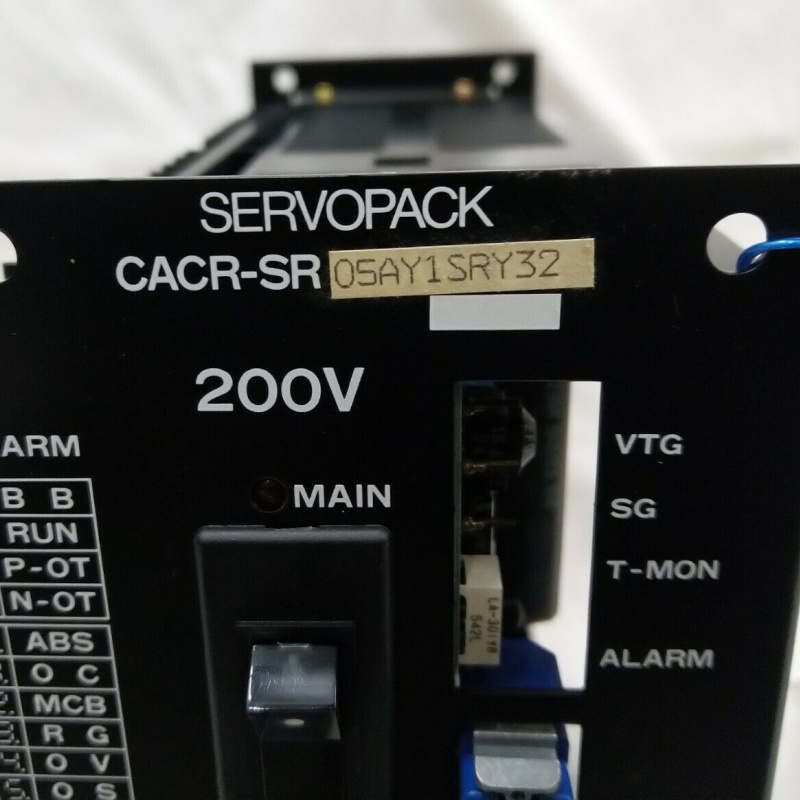 SERVOPACK
CACR-SR 05AY1SRY32
200V
ARM
VTG
MAIN
B B
SG
RUN
P-OT
T-MON
N-OT
ABS
ALARM
O C
MCB
R G
O V
O S